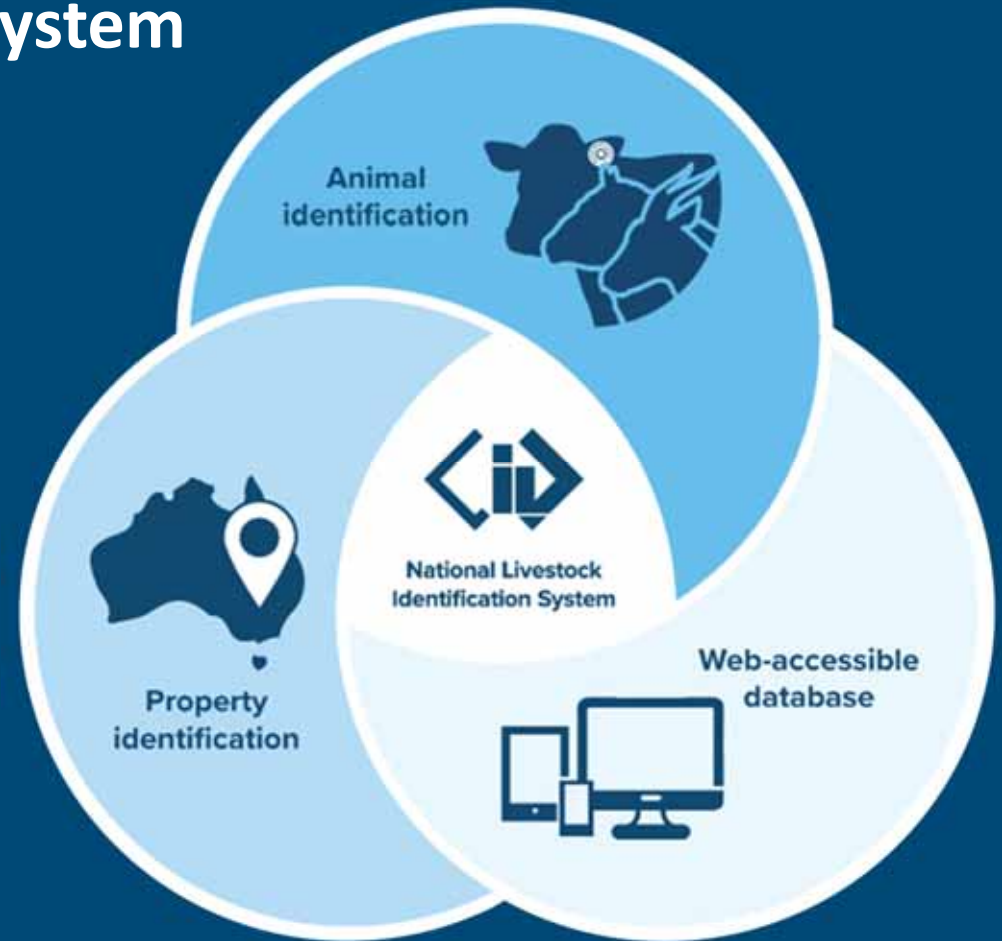 ystem
Animal
identification
National Livestock
Identification System
Property
identification
Web-accessible
database